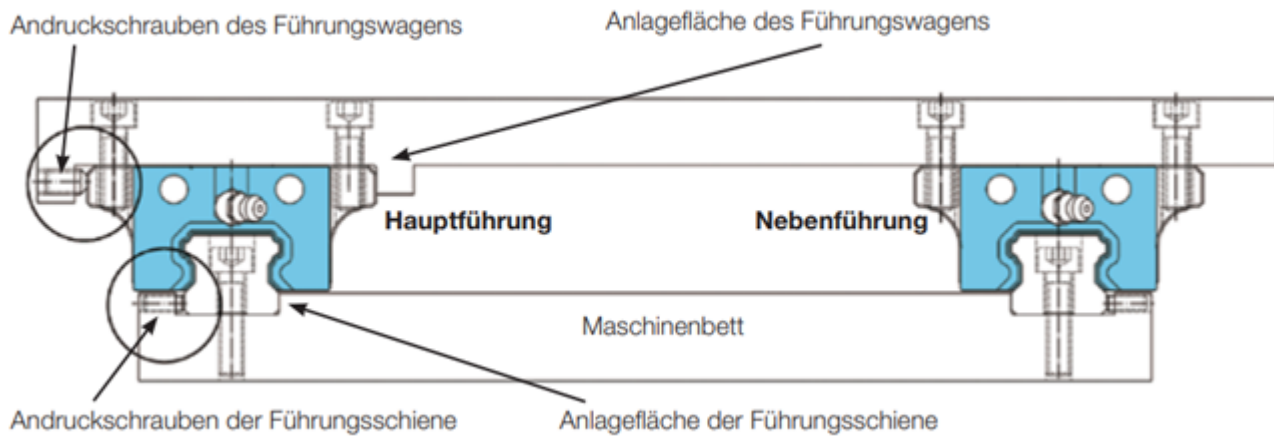 Andruckschrauben des Führungswagens
Anlagefläche des Führungswagens
Hauptführung
Nebenführung
Maschinenbett
Andruckschrauben der Führungsschiene
Anlagefläche der Führungsschiene